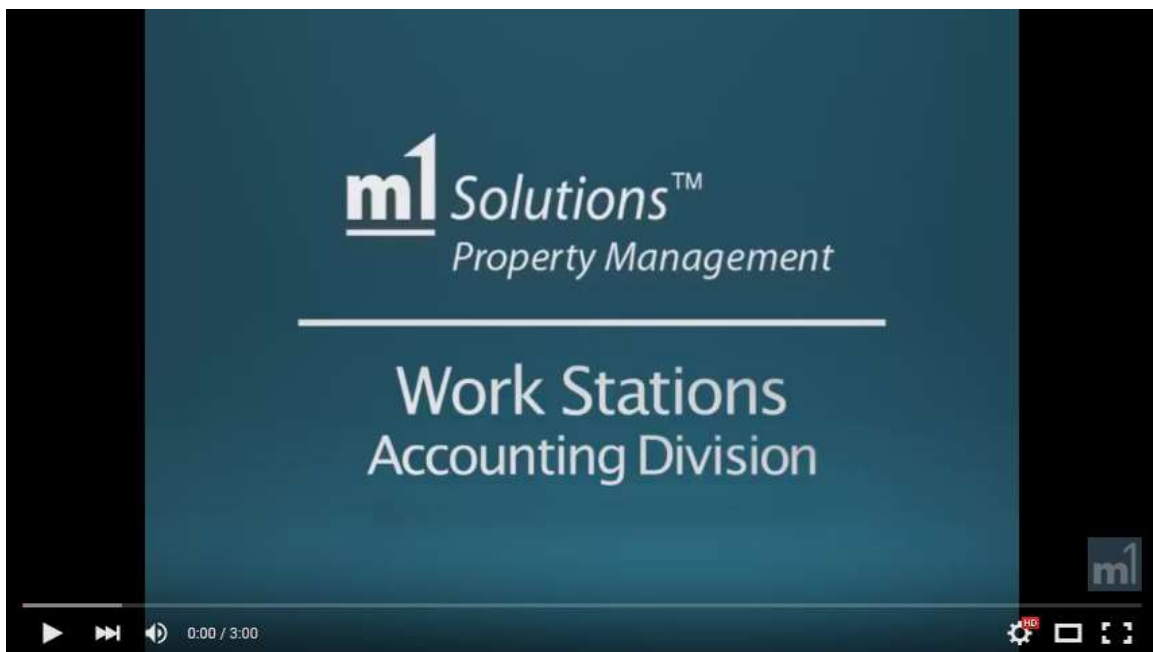 m1 Solutions™
Property Management
Work Stations
Accounting Division
m1
0:00 / 3:00
HD